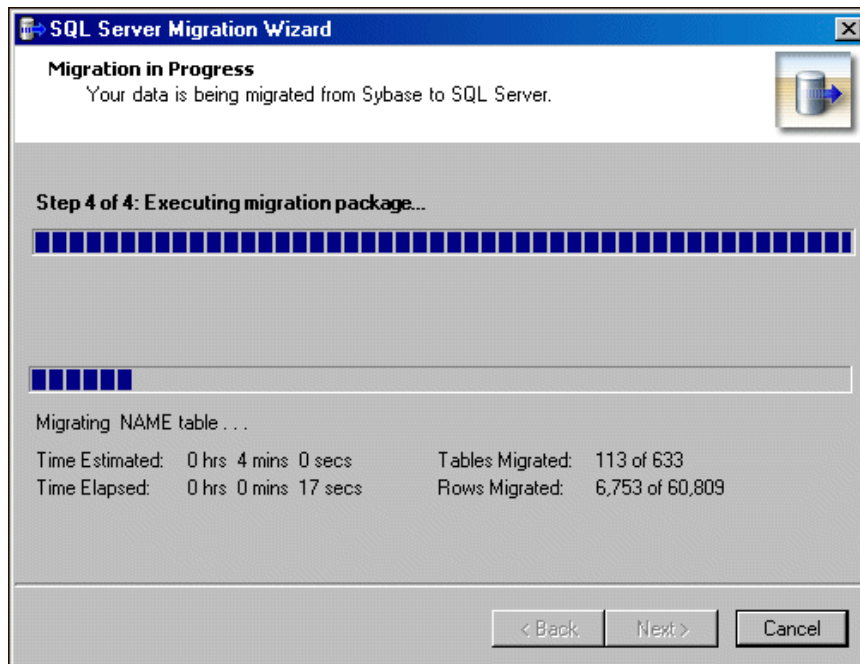 SQL Server Migration Wizard
Migration in Progress
Your data is being migrated from Sybase to SQL Server.
Step 4 of 4: Executing migration package...
Migrating NAME table . . .
Time Estimated: 0 hrs 4 mins 0 secs Tables Migrated: 113 of 633
Time Elapsed: 0 hrs 0 mins 17 secs Rows Migrated: 6,753 of 60,809
< Back Next > Cancel